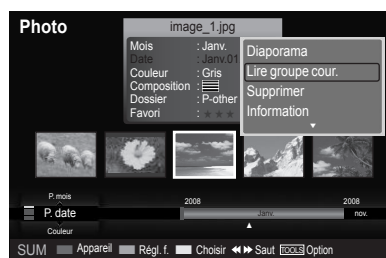 Photo
image_1.jpg
Mois : Janv.
Date : Janv.01
Couleur : Gris
Composition :
Dossier : P-other
Favori : ★★★
Diaporama
Lire groupe cour.
Supprimer
Information
P. mois
P. date
Couleur
2008
2008
Janv.
nov.
SUM Appareil Régl. f. Choisir Saut TOOLS Option